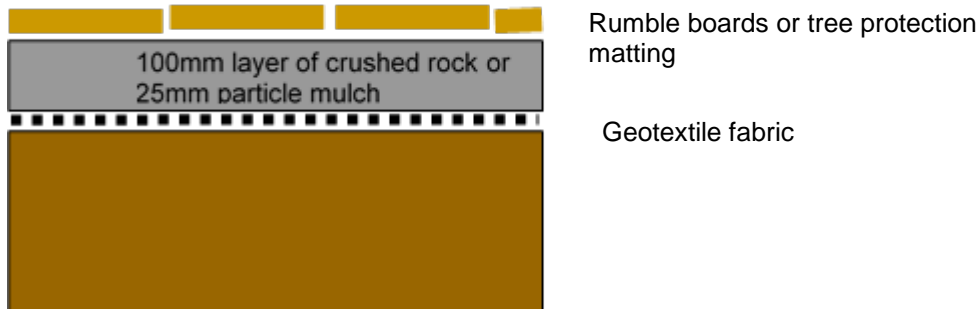 Rumble boards or tree protection
matting
100mm layer of crushed rock or
25mm particle mulch
Geotextile fabric